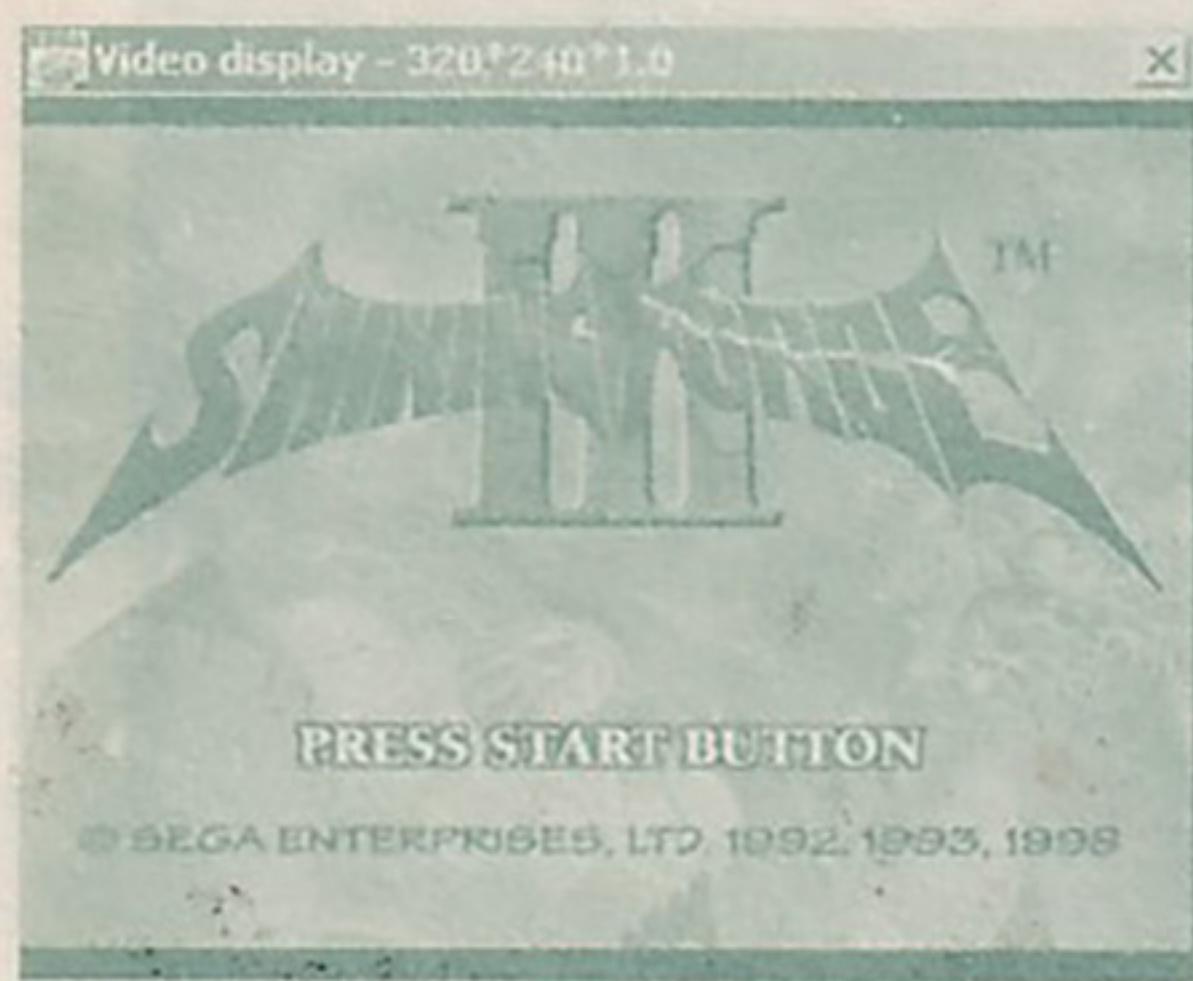 Video display - 320*240*1.0
III
TM
PRESS START BUTTON
© SEGA ENTERPRISES, LTD. 1992, 1993, 1998